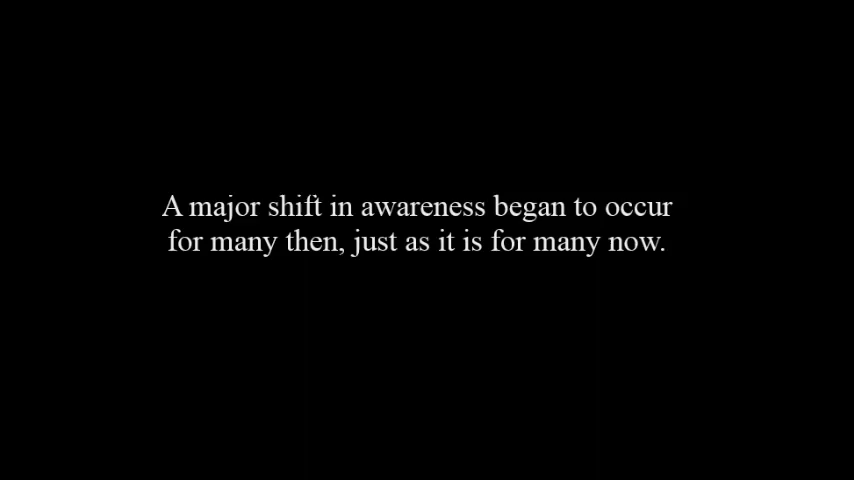 A major shift in awareness began to occur
for many then, just as it is for many now.